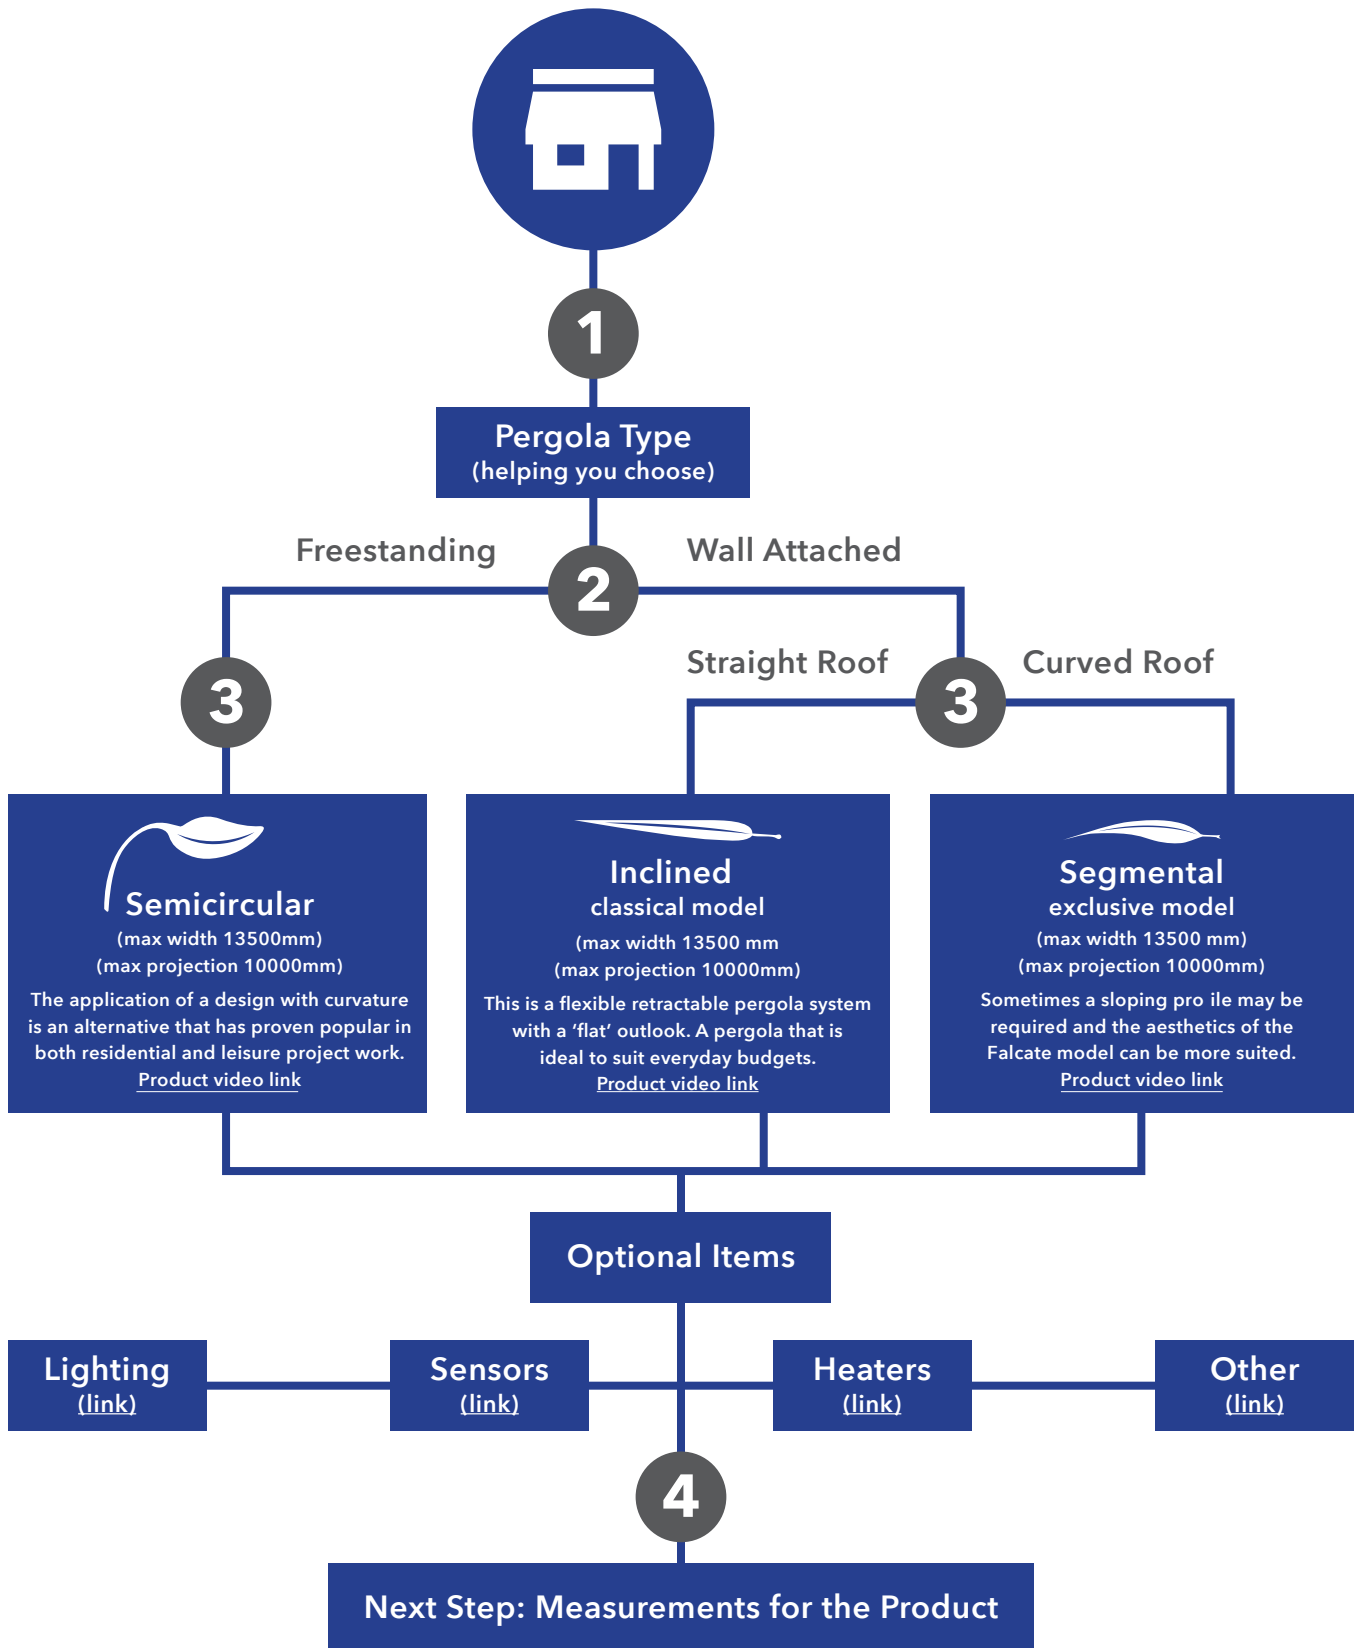 1
Pergola Type
(helping you choose)
Freestanding
Wall Attached
2
Straight Roof
Curved Roof
3
3
Semicircular
(max width 13500mm)
(max projection 10000mm)
The application of a design with curvature
is an alternative that has proven popular in
both residential and leisure project work.
Product video link
Inclined
classical model
(max width 13500 mm
(max projection 10000mm)
This is a flexible retractable pergola system
with a ‘flat’ outlook. A pergola that is
ideal to suit everyday budgets.
Product video link
Segmental
exclusive model
(max width 13500 mm)
(max projection 10000mm)
Sometimes a sloping pro ile may be
required and the aesthetics of the
Falcate model can be more suited.
Product video link
Optional Items
Lighting
(link)
Sensors
(link)
Heaters
(link)
Other
(link)
4
Next Step: Measurements for the Product